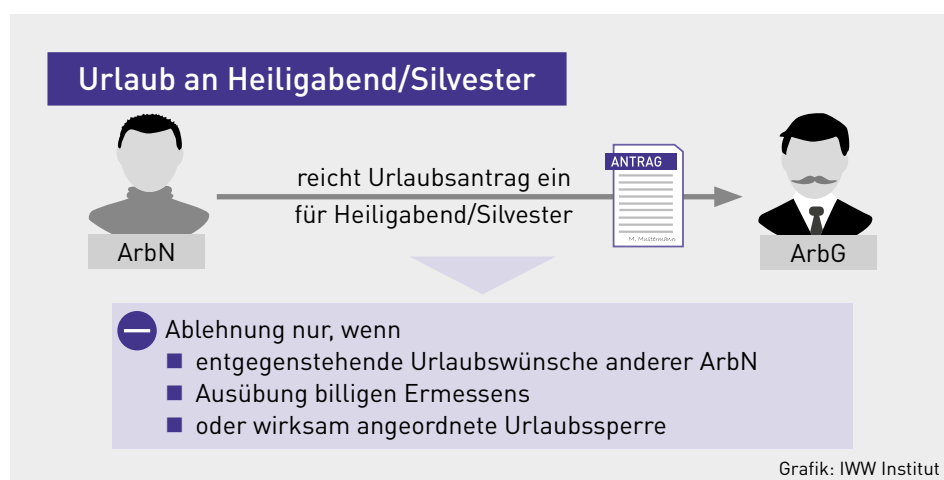 Urlaub an Heiligabend/Silvester
reicht Urlaubsantrag ein
für Heiligabend/Silvester
ANTRAG
M. Mustermann
ArbN
ArbG
Ablehnung nur, wenn
entgegenstehende Urlaubswünsche anderer ArbN
Ausübung billigen Ermessens
oder wirksam angeordnete Urlaubssperre
Grafik: IWW Institut